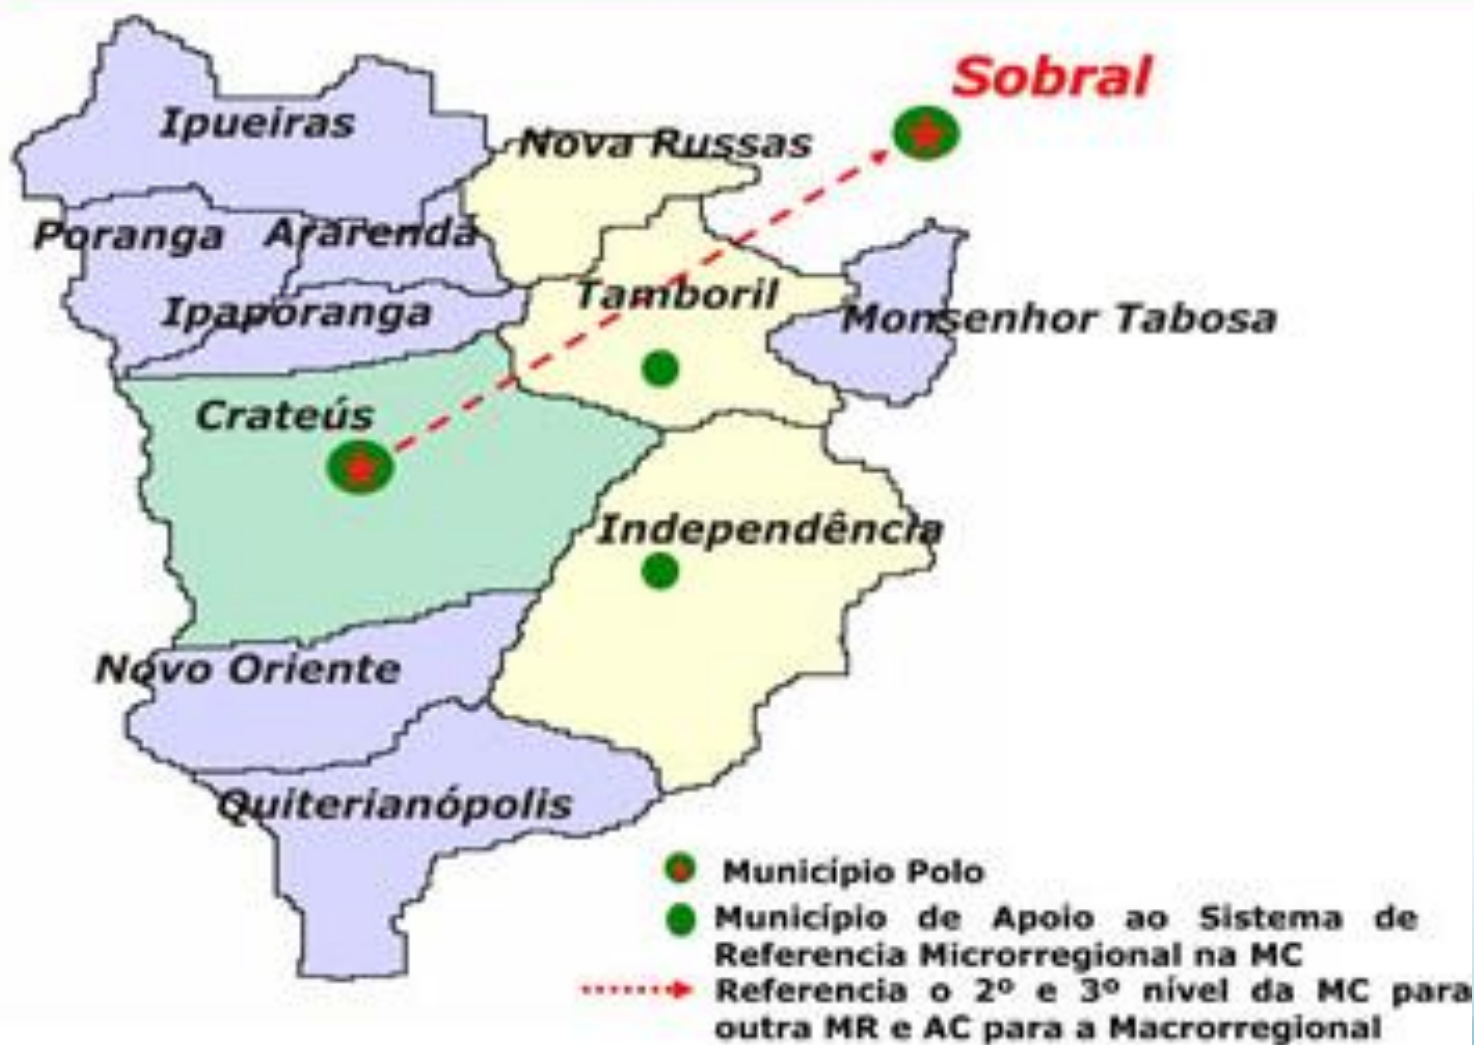 Sobral
Ipueiras
Nova Russas
Poranga
Ararendá
Ipaporanga
Tamboril
Monsenhor Tabosa
Crateús
Independência
Novo Oriente
Quiterianópolis
Município Polo
Município de Apoio ao Sistema de
Referencia Microrregional na MC
Referencia o 2º e 3º nível da MC para
outra MR e AC para a Macrorregional